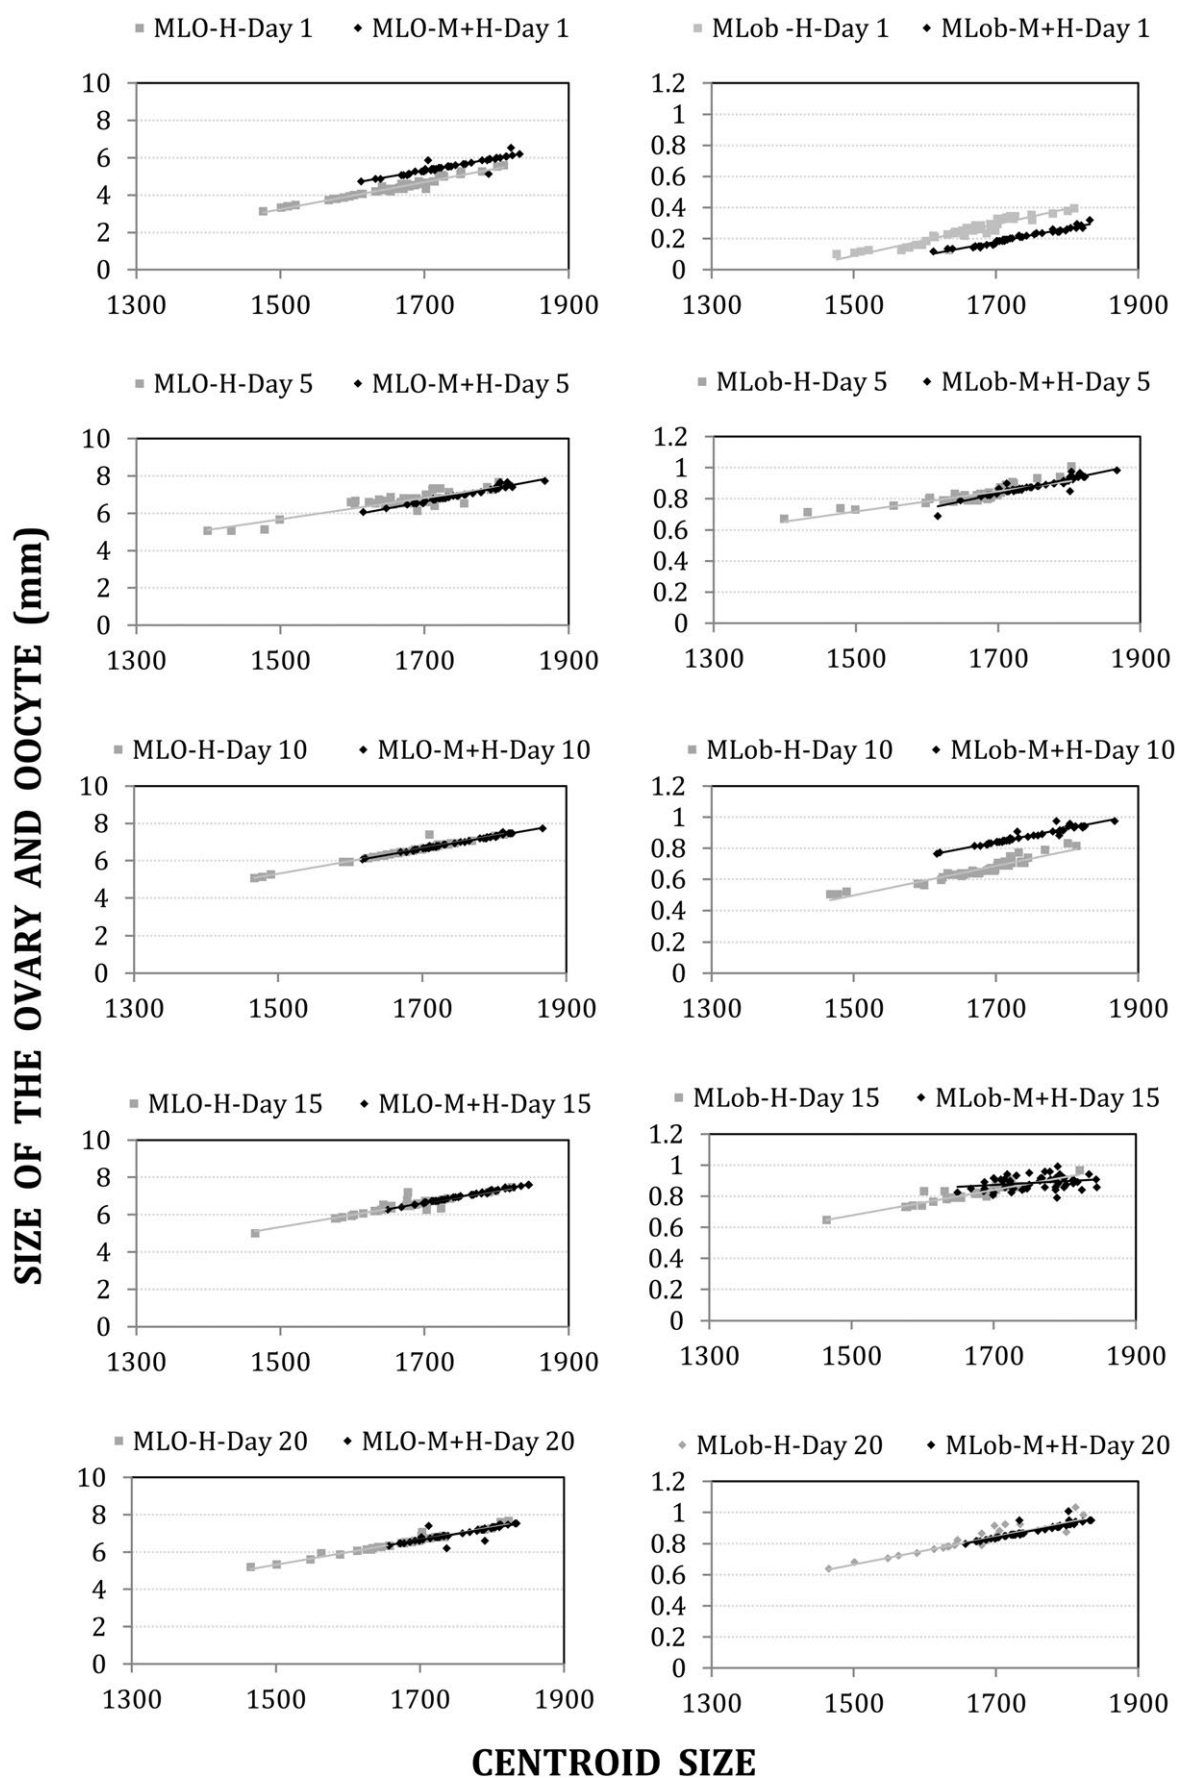 MLO-H-Day 1 MLO-M+H-Day 1
10
8
6
4
2
0
1300 1500 1700 1900
MLob -H-Day 1 MLob-M+H-Day 1
1.2
1
0.8
0.6
0.4
0.2
0
1300 1500 1700 1900
MLO-H-Day 5 MLO-M+H-Day 5
10
8
6
4
2
0
1300 1500 1700 1900
MLob-H-Day 5 MLob-M+H-Day 5
1.2
1
0.8
0.6
0.4
0.2
0
1300 1500 1700 1900
MLO-H-Day 10 MLO-M+H-Day 10
10
8
6
4
2
0
1300 1500 1700 1900
MLob-H-Day 10 MLob-M+H-Day 10
1.2
1
0.8
0.6
0.4
0.2
0
1300 1500 1700 1900
MLO-H-Day 15 MLO-M+H-Day 15
10
8
6
4
2
0
1300 1500 1700 1900
MLob-H-Day 15 MLob-M+H-Day 15
1.2
1
0.8
0.6
0.4
0.2
0
1300 1500 1700 1900
MLO-H-Day 20 MLO-M+H-Day 20
10
8
6
4
2
0
1300 1500 1700 1900
MLob-H-Day 20 MLob-M+H-Day 20
1.2
1
0.8
0.6
0.4
0.2
0
1300 1500 1700 1900
SIZE OF THE OVARY AND OOCYTE (mm)
CENTROID SIZE